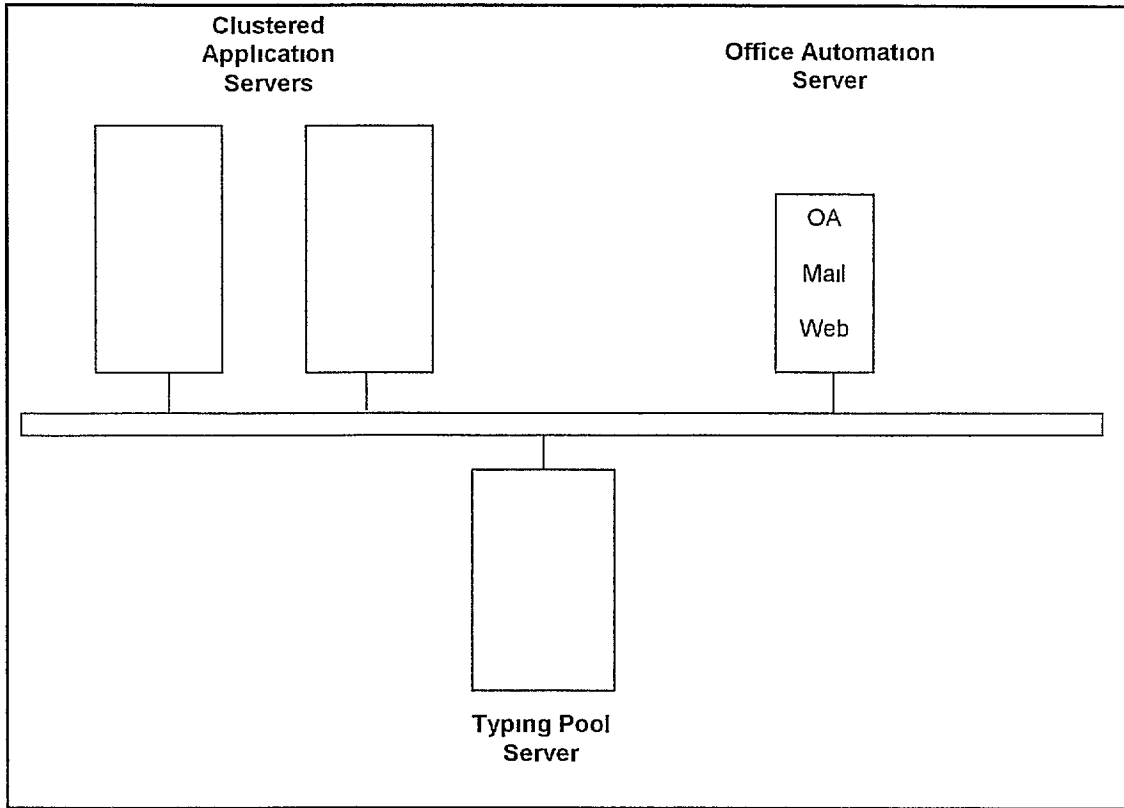 Clustered
Application
Servers
Office Automation
Server
OA
Mail
Web
Typing Pool
Server